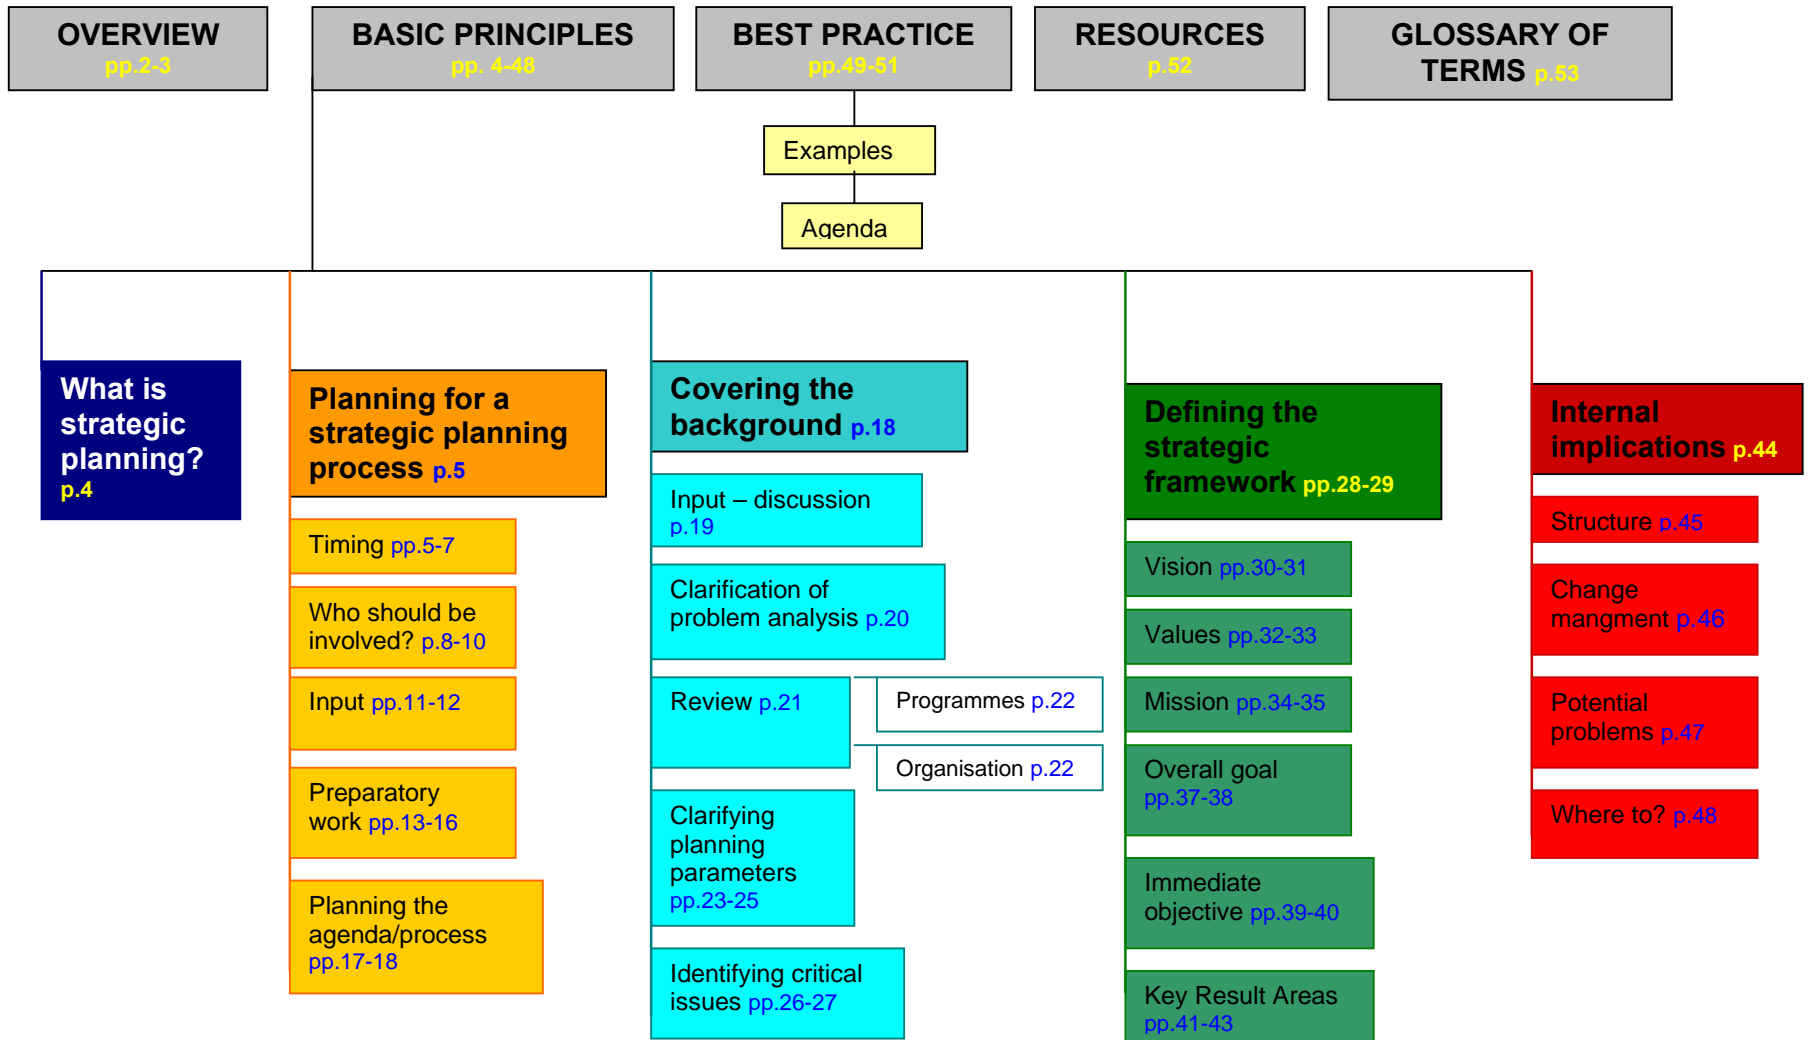 OVERVIEW
pp.2-3
BASIC PRINCIPLES
pp. 4-48
BEST PRACTICE
pp.49-51
RESOURCES
p.52
GLOSSARY OF
TERMS p.53
Examples
Agenda
What is
strategic
planning?
p.4
Planning for a
strategic planning
process p.5
Timing pp.5-7
Who should be
involved? p.8-10
Input pp.11-12
Preparatory
work pp.13-16
Planning the
agenda/process
pp.17-18
Covering the
background p.18
Input – discussion
p.19
Clarification of
problem analysis p.20
Review p.21
Programmes p.22
Organisation p.22
Clarifying
planning
parameters
pp.23-25
Identifying critical
issues pp.26-27
Defining the
strategic
framework pp.28-29
Vision pp.30-31
Values pp.32-33
Mission pp.34-35
Overall goal
pp.37-38
Immediate
objective pp.39-40
Key Result Areas
pp.41-43
Internal
implications p.44
Structure p.45
Change
mangment p.46
Potential
problems p.47
Where to? p.48